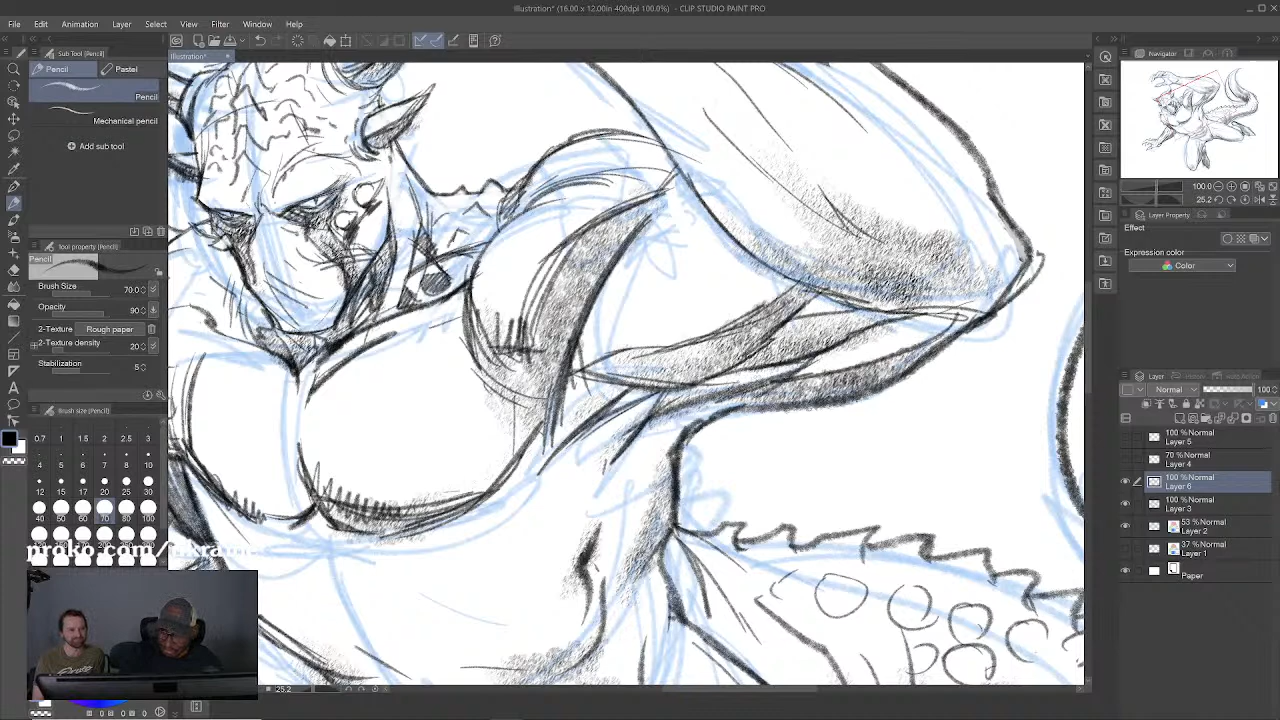 Illustration* (16.00 x 12.00in 400dpi 100.0%) - CLIP STUDIO PAINT PRO
File Edit Animation Layer Select View Filter Window Help
Sub Tool [Pencil]
Illustration*
Navigator
Pencil Pastel
Pencil
Mechanical pencil
Add sub tool
100.0
25.2
Layer Property
Effect
Expression color
Color
Tool property [Pencil]
Pencil
Brush Size 70.0
Opacity 90
2-Texture Rough paper
2-Texture density 20
Stabilization 5
Brush size [Pencil]
0.7 1 1.5 2 2.5 3
4 5 6 7 8 10
12 15 17 20 25 30
40 50 60 70 80 100
Layer
Normal 100
100 % Normal
Layer 5
70 % Normal
Layer 4
100 % Normal
Layer 6
100 % Normal
Layer 3
53 % Normal
Layer 2
37 % Normal
Layer 1
Paper
proko.com/ukraine
25.2